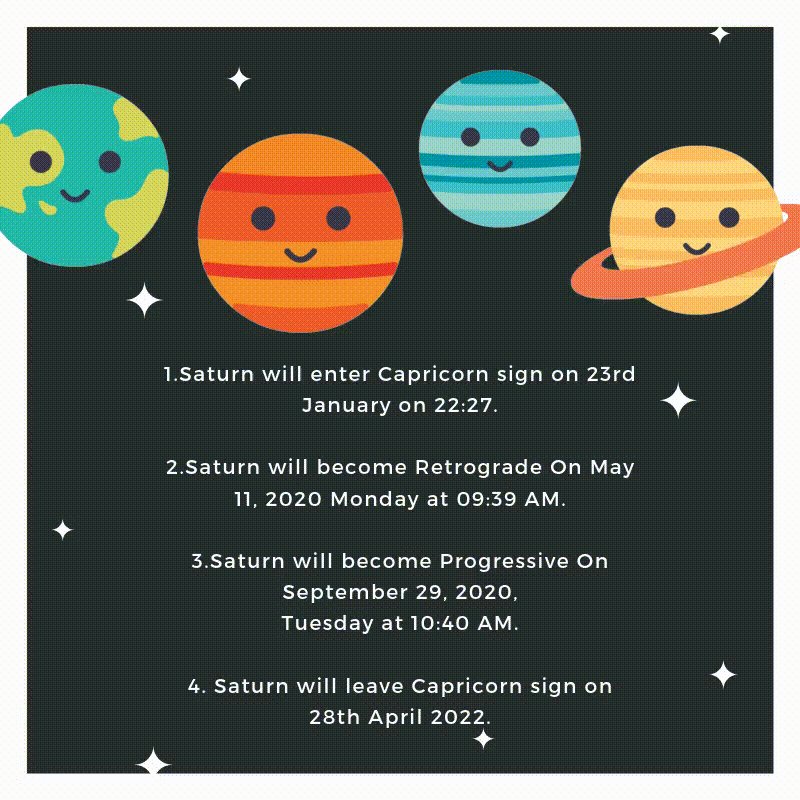 1.Saturn will enter Capricorn sign on 23rd
January on 22:27.
2.Saturn will become Retrograde On May
11, 2020 Monday at 09:39 AM.
3.Saturn will become Progressive On
September 29, 2020,
Tuesday at 10:40 AM.
4. Saturn will leave Capricorn sign on
28th April 2022.